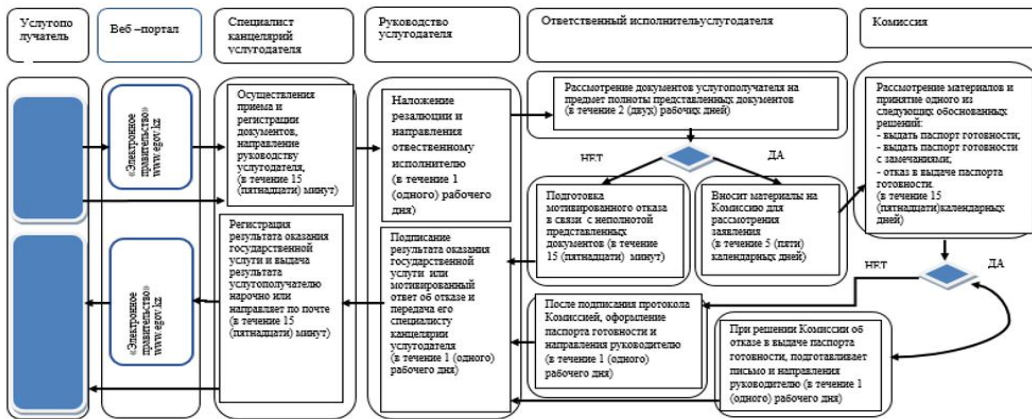 Услугопо
лучатель
Веб –портал
Специалист
канцелярий
услугодателя
Руководство
услугодателя
Ответственный исполнительуслугодателя
Комиссия
«Электронное
правительство»
www.egov.kz
Осуществления
приема и
регистрации
документов,
направление
руководству
услугодателя,
(в течение 15
(пятнадцати) минут)
Наложение
резалюции и
направления
отвественному
исполнителю
(в течение 1
(одного) рабочего
дня)
Рассмотрение документов услугополучателя на
предмет полноты представленных документов
(в течение 2 (двух) рабочих дней)
Рассмотрение материалов и
принятие одного из
следующих обоснованных
решений:
- выдать паспорт готовности;
- выдать паспорт готовности
с замечаниями;
- отказ в выдаче паспорта
готовности.
(в течение 15
(пятнадцати)календарных
дней)
НЕТ
ДА
Подготовка
мотивированного отказа
в связи с неполнотой
представленных
документов (в течение
15 (пятнадцати) минут)
Вносит материалы на
Комиссию для
рассмотрения
заявления
(в течение 5 (пяти)
календарных дней)
НЕТ
ДА
«Электронное
правительство»
www.egov.kz
Регистрация
результата оказания
государственной
услуги и выдача
результата
услугополучателю
нарочно или
направляет по почте
(в течение 15
(пятнадцати) минут)
Подписание
результата оказания
государственной
услуги или
мотивированный
ответ об отказе и
передача его
специалисту
канцелярии
услугодателя
(в течение 1 (одного)
рабочего дня)
После подписания протокола
Комиссией, оформление
паспорта готовности и
направления руководителю
(в течение 1 (одного)
рабочего дня)
При решении Комиссии об
отказе в выдаче паспорта
готовности, подготавливает
письмо и направления
руководителю (в течение 1
(одного) рабочего дня)